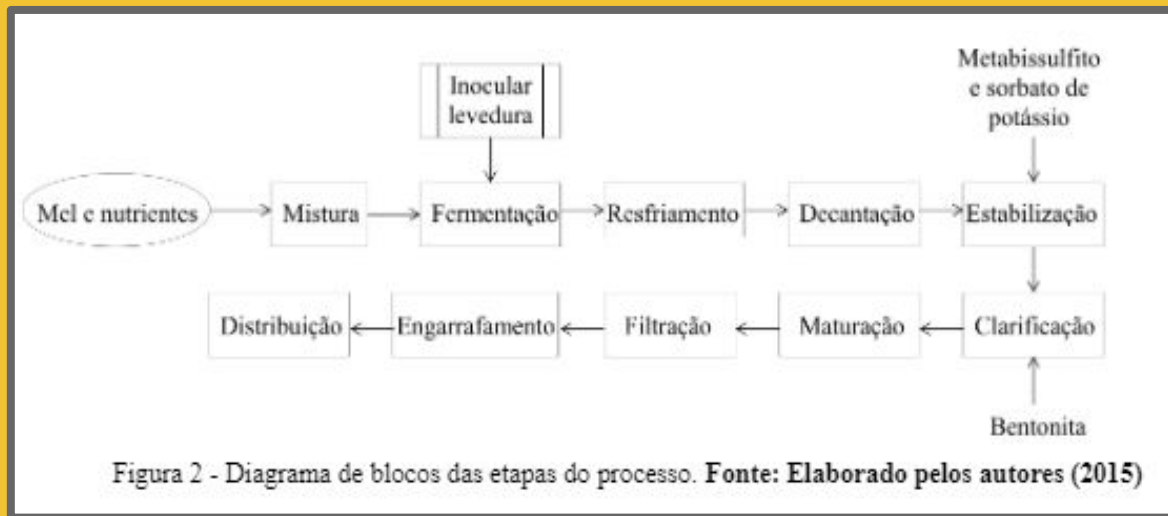 Inocular
levedura
Metabissulfito
e sorbato de
potássio
Mel e nutrientes
Mistura
Fermentação
Resfriamento
Decantação
Estabilização
Distribuição
Engarrafamento
Filtração
Maturação
Clarificação
Bentonita
Figura 2 - Diagrama de blocos das etapas do processo. Fonte: Elaborado pelos autores (2015)